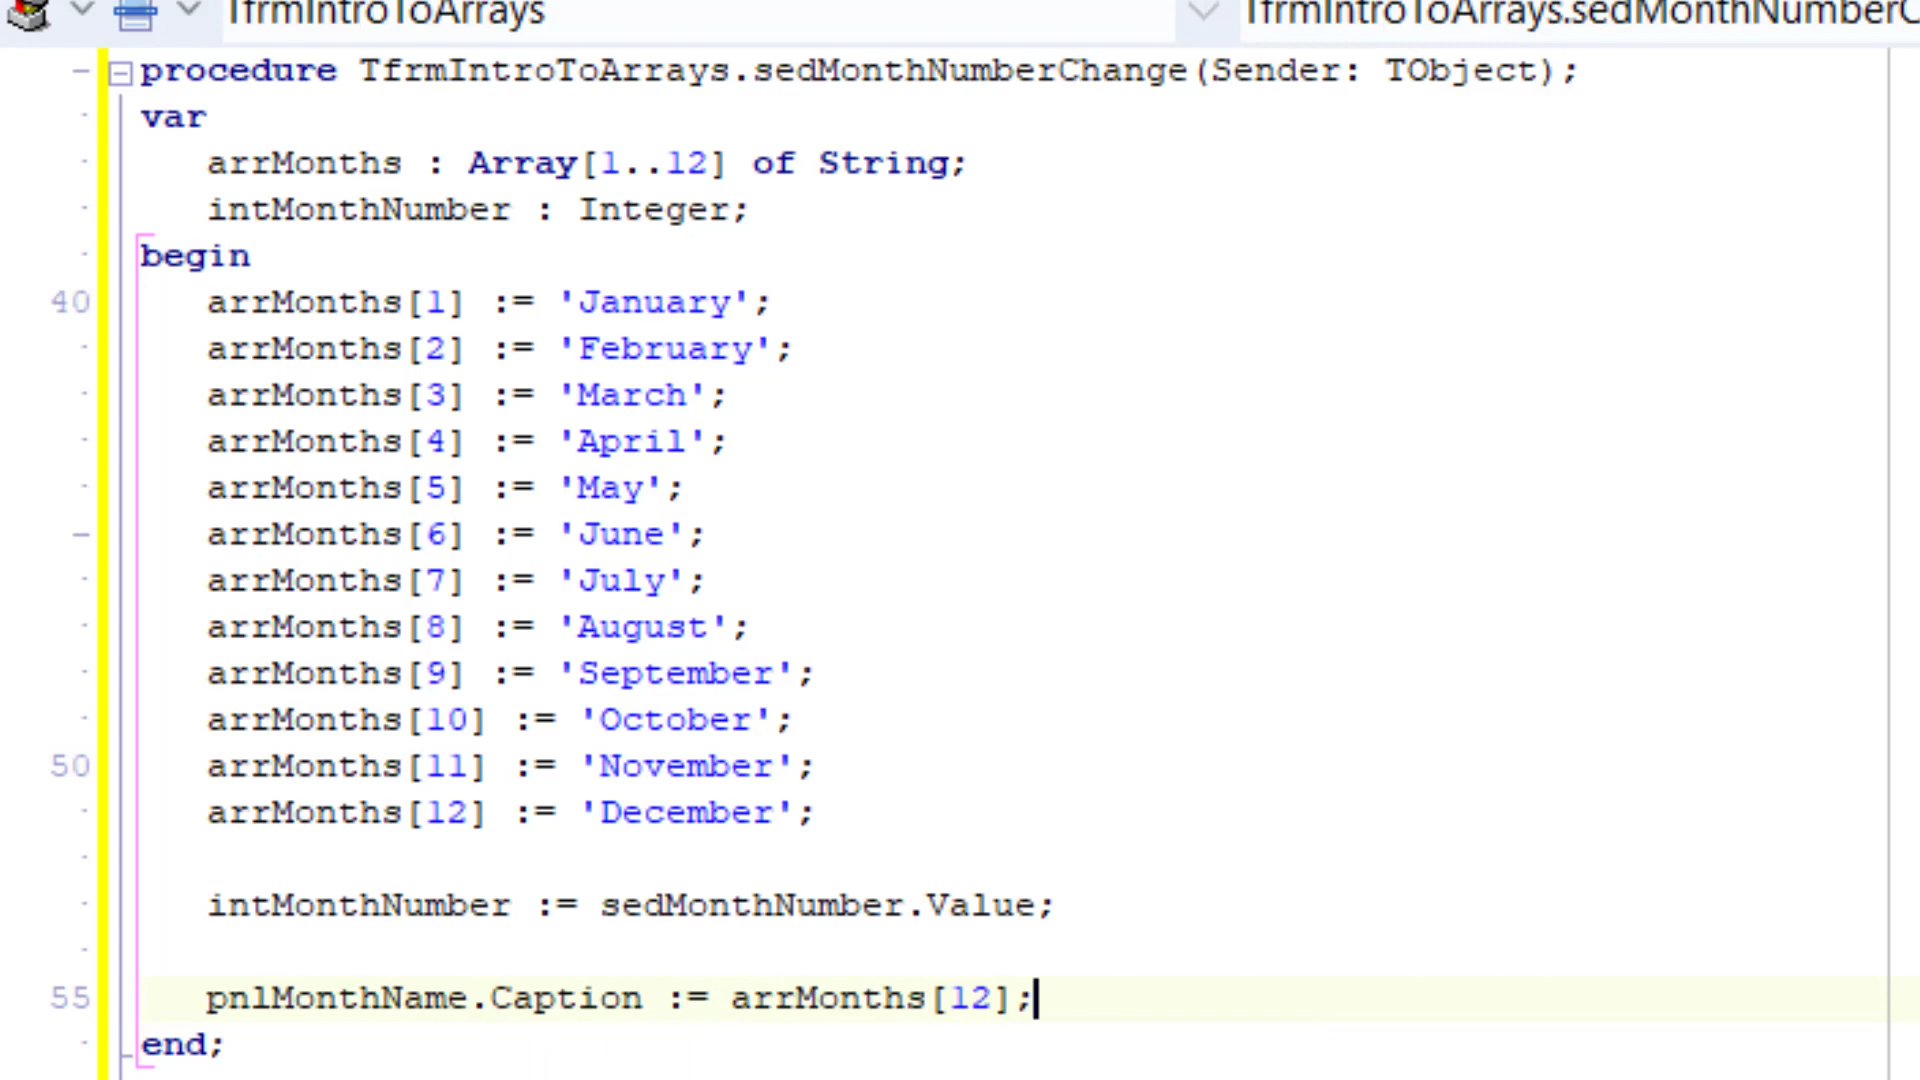 TfrmIntroToArrays TfrmIntroToArrays.sedMonthNumberC
procedure TfrmIntroToArrays.sedMonthNumberChange(Sender: TObject);
var
arrMonths : Array[1..12] of String;
intMonthNumber : Integer;
begin
40 arrMonths[1] := 'January';
arrMonths[2] := 'February';
arrMonths[3] := 'March';
arrMonths[4] := 'April';
arrMonths[5] := 'May';
arrMonths[6] := 'June';
arrMonths[7] := 'July';
arrMonths[8] := 'August';
arrMonths[9] := 'September';
arrMonths[10] := 'October';
50 arrMonths[11] := 'November';
arrMonths[12] := 'December';
intMonthNumber := sedMonthNumber.Value;
55 pnlMonthName.Caption := arrMonths[12];
end;